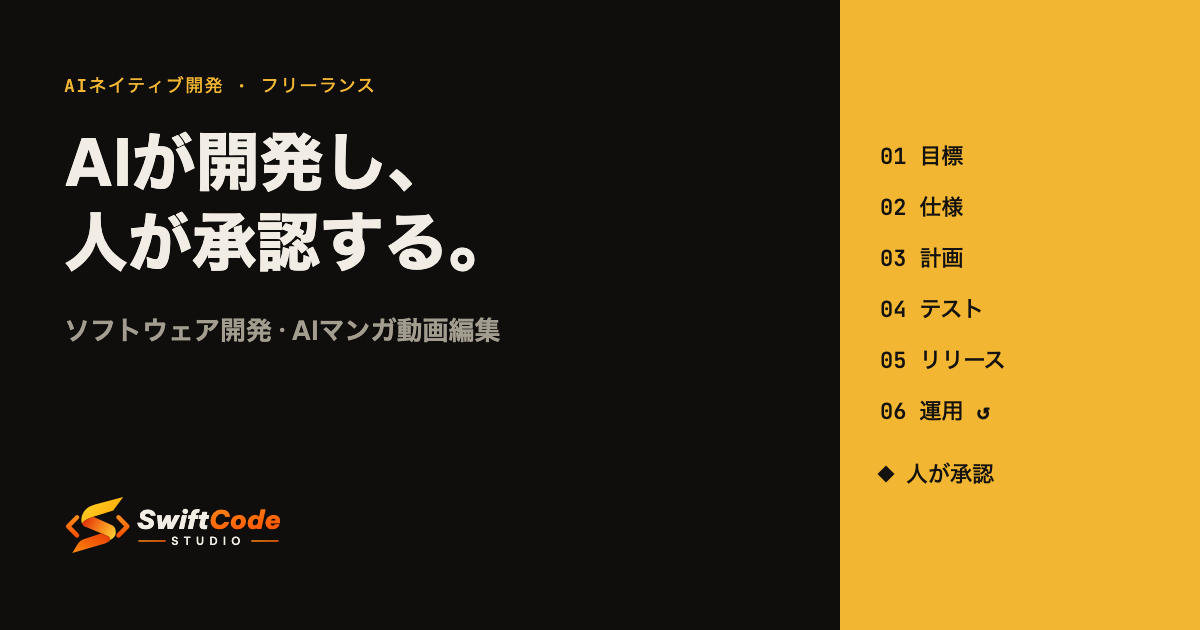 AIネイティブ開発 · フリーランス
AIが開発し、
人が承認する。
ソフトウェア開発 · AIマンガ動画編集
SwiftCode
STUDIO
01 目標
02 仕様
03 計画
04 テスト
05 リリース
06 運用 ↺
◆ 人が承認